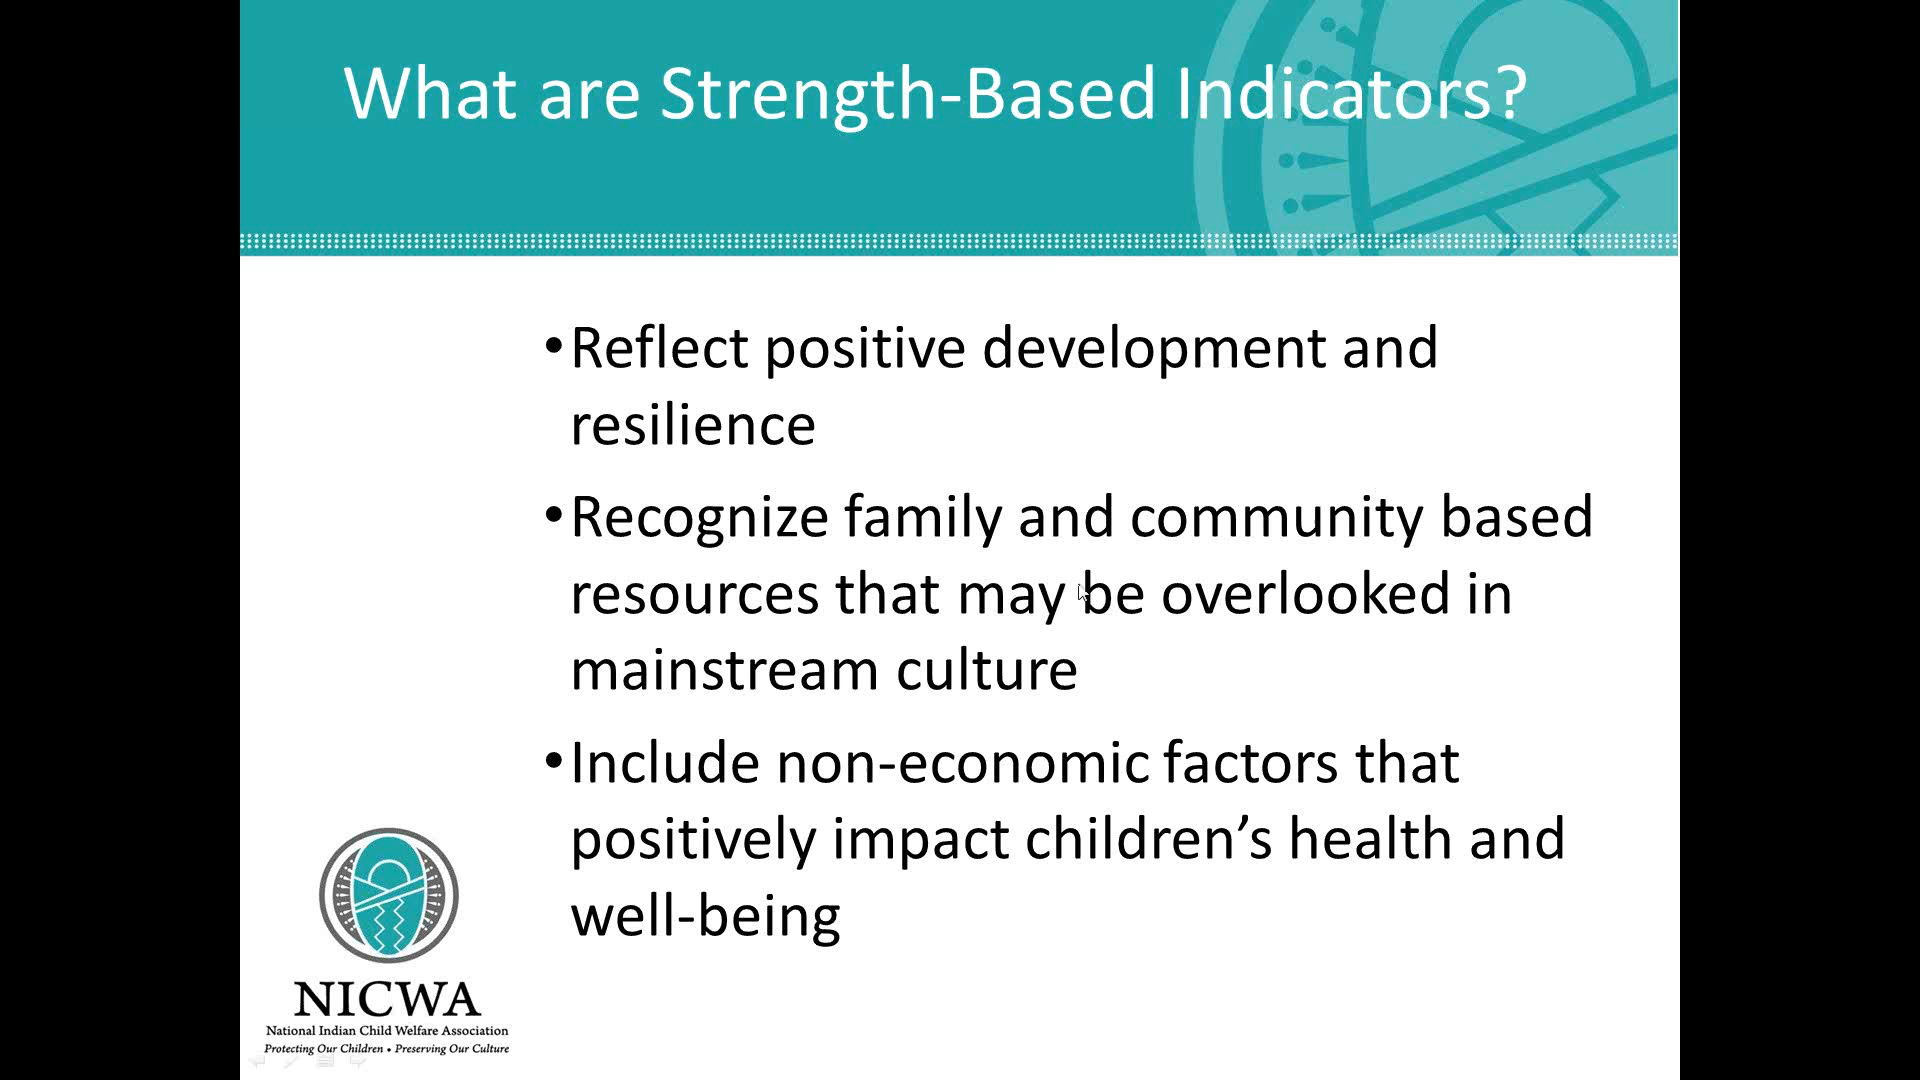 What are Strength-Based Indicators?
•Reflect positive development and
resilience
•Recognize family and community based
resources that may be overlooked in
mainstream culture
•Include non-economic factors that
positively impact children’s health and
well-being
NICWA
National Indian Child Welfare Association
Protecting Our Children • Preserving Our Culture